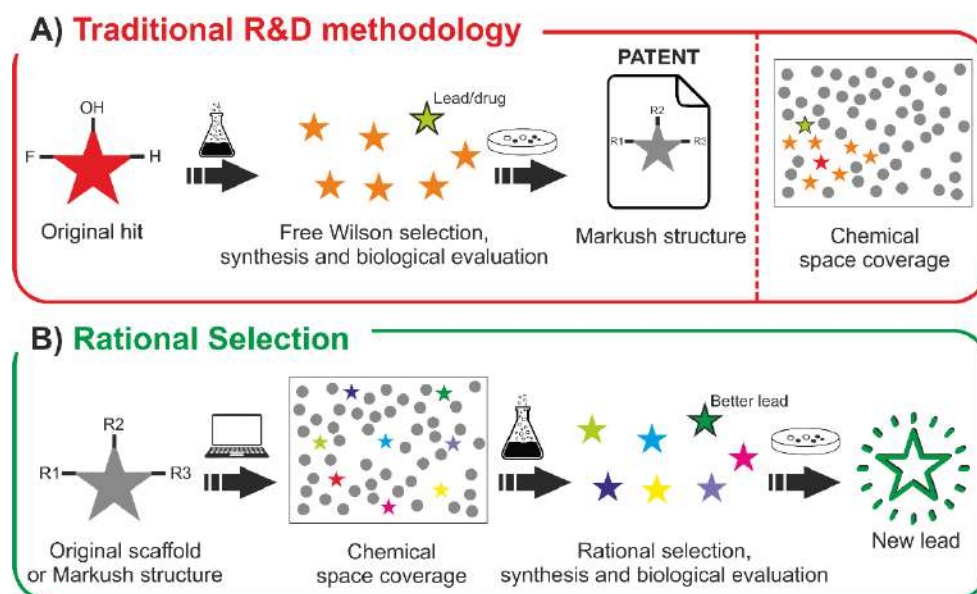 A) Traditional R&D methodology
OH
F
H
Original hit
Lead/drug
Free Wilson selection,
synthesis and biological evaluation
PATENT
R2
R1
R3
Markush structure
Chemical
space coverage
B) Rational Selection
R2
R1
R3
Original scaffold
or Markush structure
Chemical
space coverage
Better lead
Rational selection,
synthesis and biological evaluation
New lead